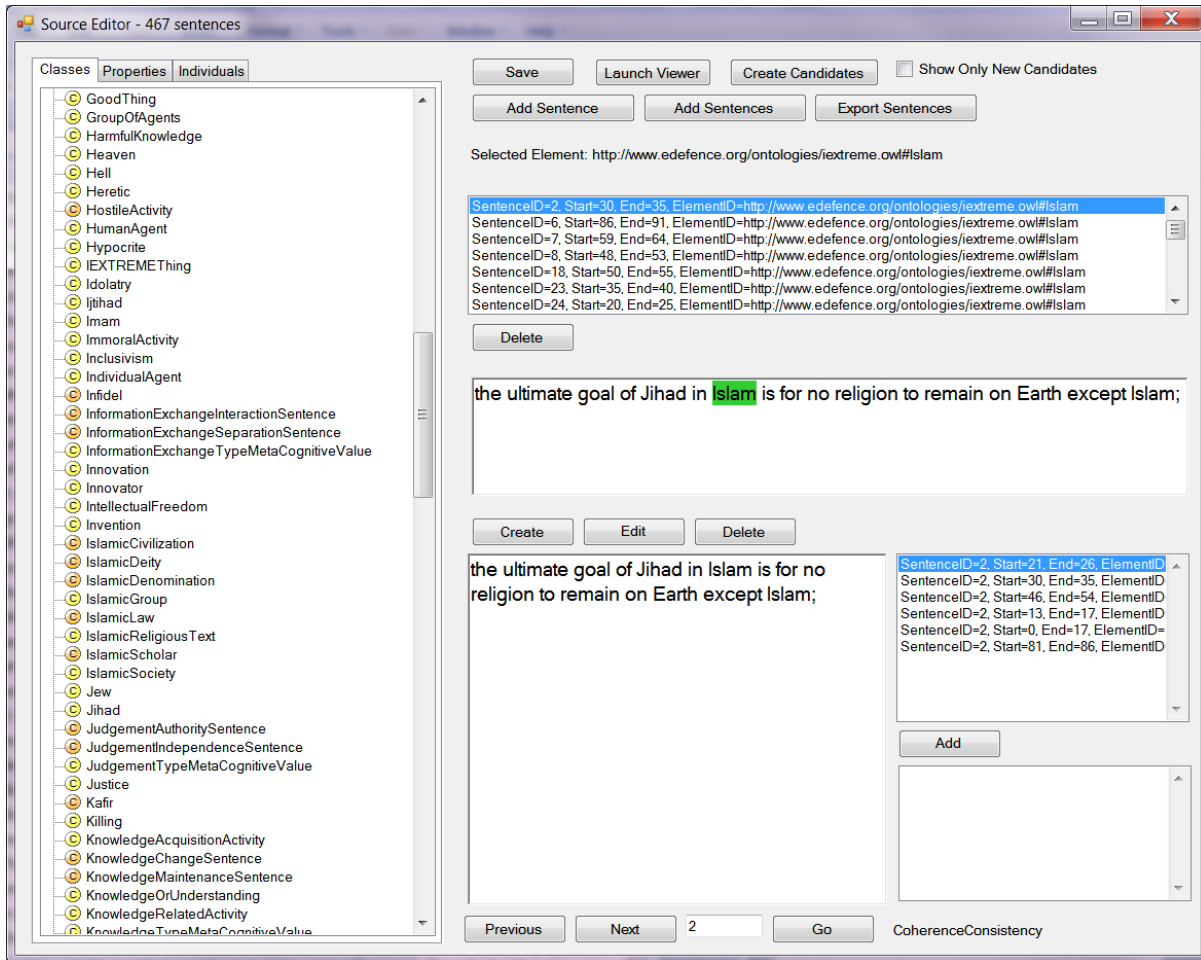 Source Editor - 467 sentences
Classes
Properties
Individuals
GoodThing
GroupOfAgents
HarmfulKnowledge
Heaven
Hell
Heretic
HostileActivity
HumanAgent
Hypocrite
IEXTREMEThing
Idolatry
Ijtihad
Imam
ImmoralActivity
Inclusivism
IndividualAgent
Infidel
InformationExchangeInteractionSentence
InformationExchangeSeparationSentence
InformationExchangeTypeMetaCognitiveValue
Innovation
Innovator
IntellectualFreedom
Invention
IslamicCivilization
IslamicDeity
IslamicDenomination
IslamicGroup
IslamicLaw
IslamicReligiousText
IslamicScholar
IslamicSociety
Jew
Jihad
JudgementAuthoritySentence
JudgementIndependenceSentence
JudgementTypeMetaCognitiveValue
Justice
Kafir
Killing
KnowledgeAcquisitionActivity
KnowledgeChangeSentence
KnowledgeMaintenanceSentence
KnowledgeOrUnderstanding
KnowledgeRelatedActivity
KnowledgeTypeMetaCognitiveValue
Save
Launch Viewer
Create Candidates
Show Only New Candidates
Add Sentence
Add Sentences
Export Sentences
Selected Element: http://www.edefence.org/ontologies/iextreme.owl#Islam
SentenceID=2, Start=30, End=35, ElementID=http://www.edefence.org/ontologies/iextreme.owl#Islam
SentenceID=6, Start=86, End=91, ElementID=http://www.edefence.org/ontologies/iextreme.owl#Islam
SentenceID=7, Start=59, End=64, ElementID=http://www.edefence.org/ontologies/iextreme.owl#Islam
SentenceID=8, Start=48, End=53, ElementID=http://www.edefence.org/ontologies/iextreme.owl#Islam
SentenceID=18, Start=50, End=55, ElementID=http://www.edefence.org/ontologies/iextreme.owl#Islam
SentenceID=23, Start=35, End=40, ElementID=http://www.edefence.org/ontologies/iextreme.owl#Islam
SentenceID=24, Start=20, End=25, ElementID=http://www.edefence.org/ontologies/iextreme.owl#Islam
Delete
the ultimate goal of Jihad in Islam is for no religion to remain on Earth except Islam;
Create
Edit
Delete
the ultimate goal of Jihad in Islam is for no
religion to remain on Earth except Islam;
SentenceID=2, Start=21, End=26, ElementID
SentenceID=2, Start=30, End=35, ElementID
SentenceID=2, Start=46, End=54, ElementID
SentenceID=2, Start=13, End=17, ElementID
SentenceID=2, Start=0, End=17, ElementID=
SentenceID=2, Start=81, End=86, ElementID
Add
Previous
Next
2
Go
CoherenceConsistency